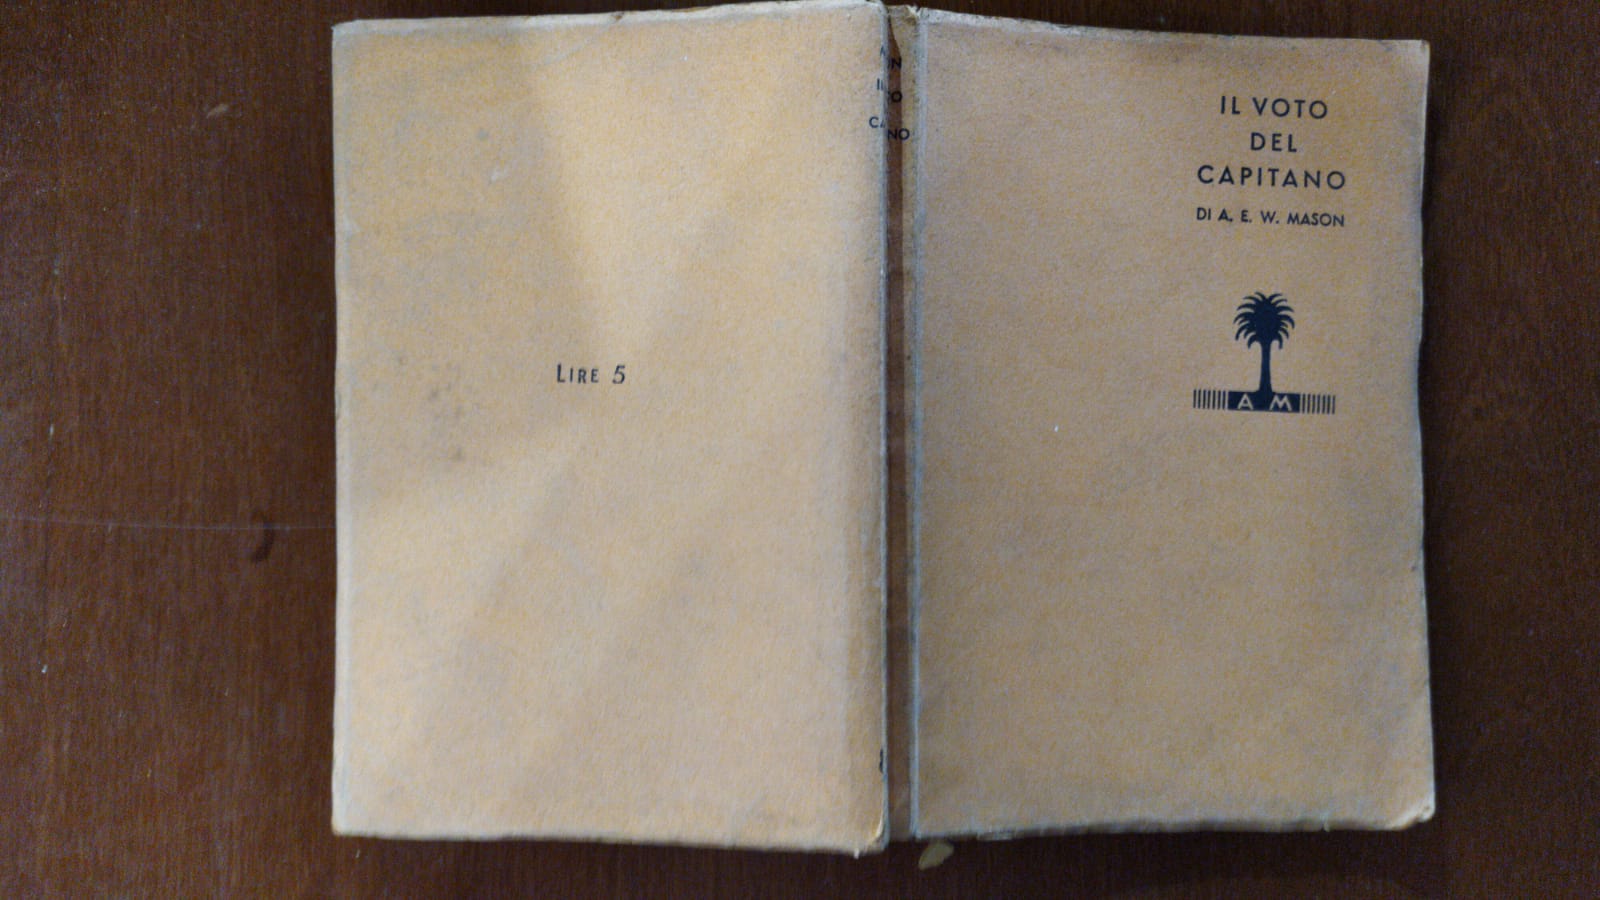 IL VOTO
DEL
CAPITANO
DI A. E. W. MASON
A M
LIRE 5